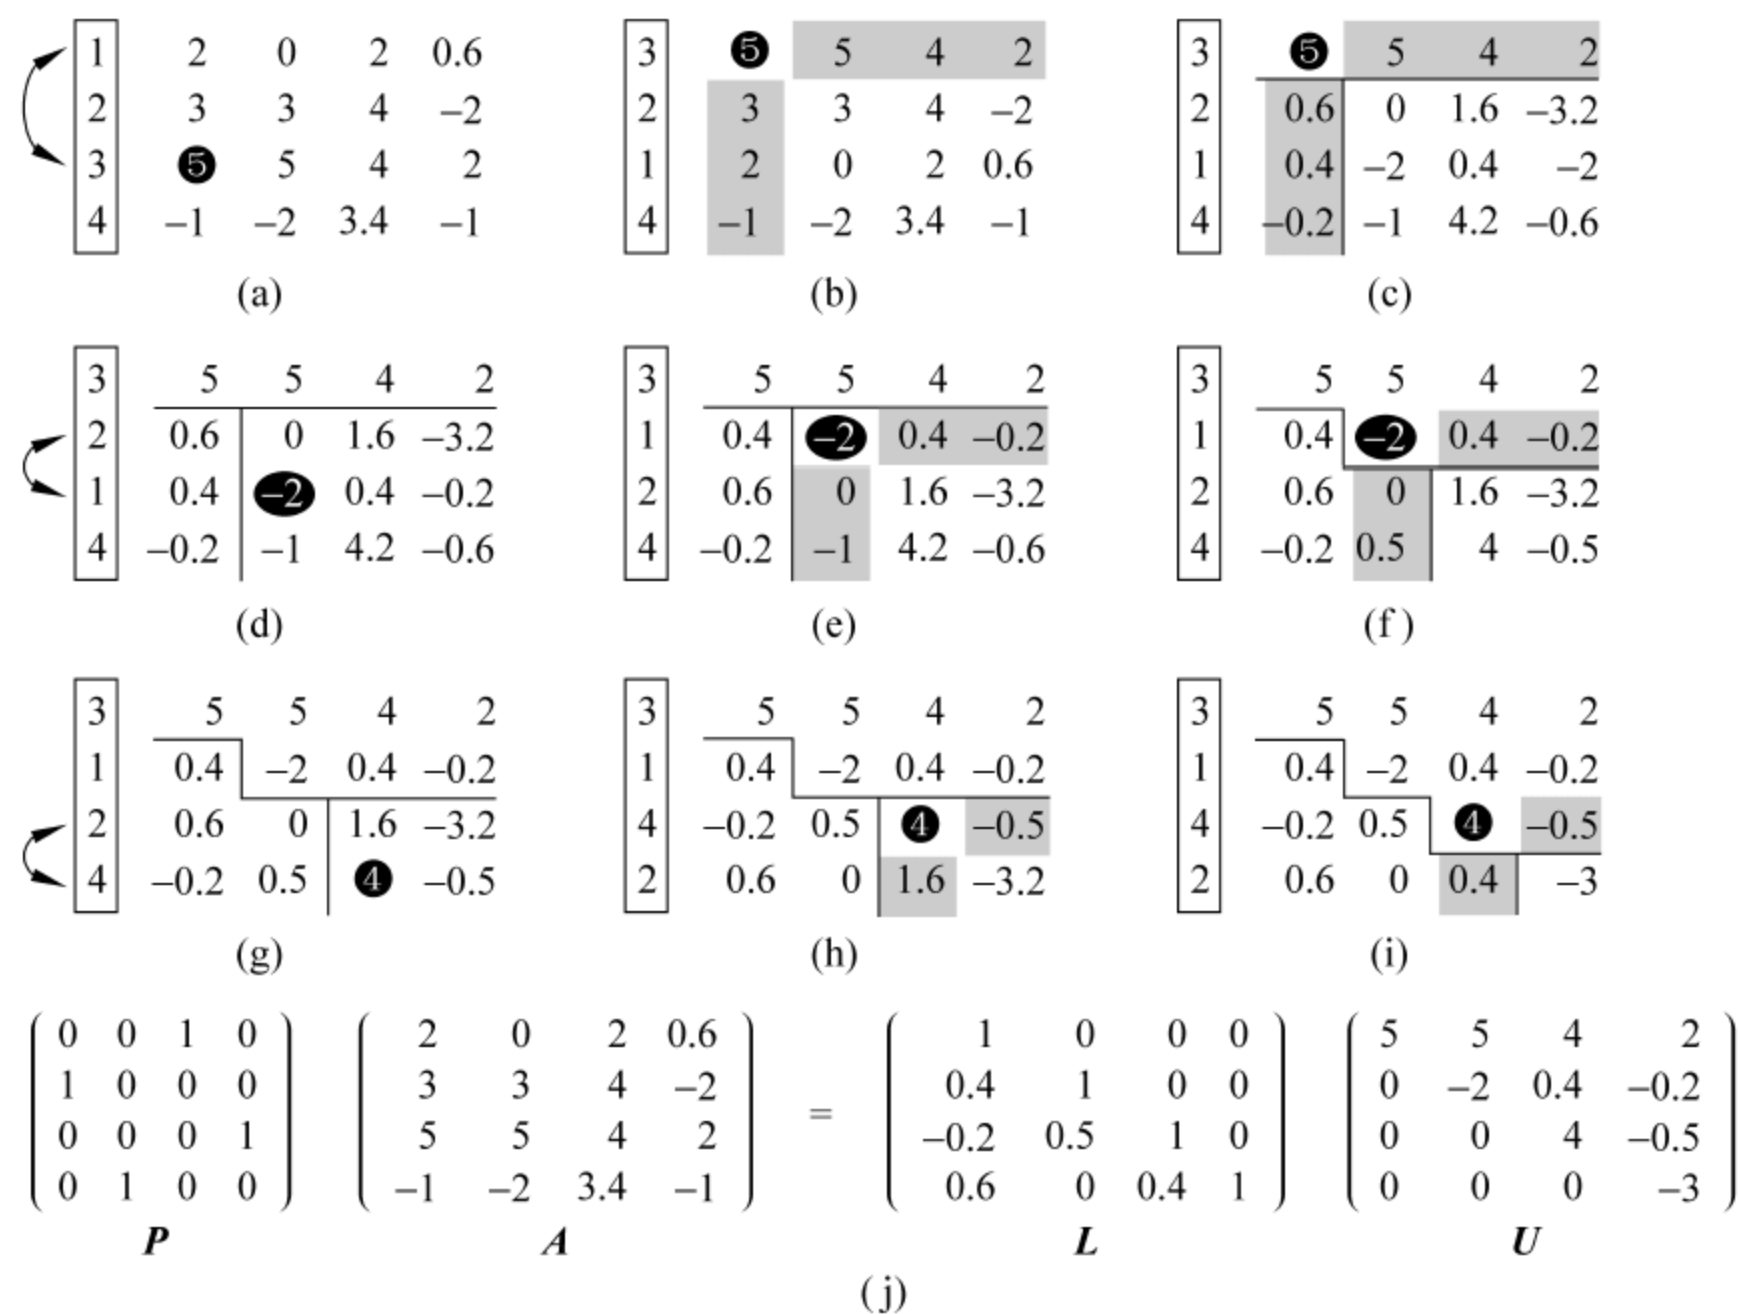 1 2 0 2 0.6 3 5 5 4 2 3 5 5 4 2
2 3 3 4 –2 2 3 3 4 –2 2 0.6 0 1.6 –3.2
3 5 5 4 2 1 2 0 2 0.6 1 0.4 –2 0.4 –2
4 –1 –2 3.4 –1 4 –1 –2 3.4 –1 4 –0.2 –1 4.2 –0.6
(a) (b) (c)
3 5 5 4 2 3 5 5 4 2 3 5 5 4 2
2 0.6 0 1.6 –3.2 1 0.4 –2 0.4 –0.2 1 0.4 –2 0.4 –0.2
1 0.4 –2 0.4 –0.2 2 0.6 0 1.6 –3.2 2 0.6 0 1.6 –3.2
4 –0.2 –1 4.2 –0.6 4 –0.2 –1 4.2 –0.6 4 –0.2 0.5 4 –0.5
(d) (e) (f )
3 5 5 4 2 3 5 5 4 2 3 5 5 4 2
1 0.4 –2 0.4 –0.2 1 0.4 –2 0.4 –0.2 1 0.4 –2 0.4 –0.2
2 0.6 0 1.6 –3.2 4 –0.2 0.5 4 –0.5 4 –0.2 0.5 4 –0.5
4 –0.2 0.5 4 –0.5 2 0.6 0 1.6 –3.2 2 0.6 0 0.4 –3
(g) (h) (i)
0 0 1 0 2 0 2 0.6 1 0 0 0 5 5 4 2
1 0 0 0 3 3 4 –2 0.4 1 0 0 0 –2 0.4 –0.2
=
0 0 0 1 5 5 4 2 –0.2 0.5 1 0 0 0 4 –0.5
0 1 0 0 –1 –2 3.4 –1 0.6 0 0.4 1 0 0 0 –3
P A L U
( j)